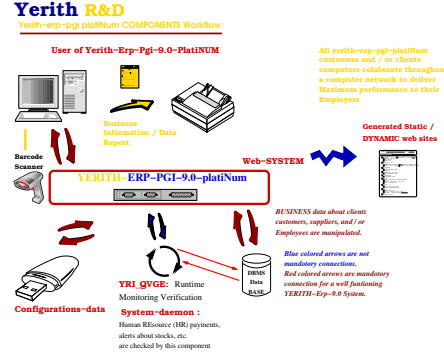 Yerith R&D
Yerith-erp-pgi platiNum COMPONENTS Workflow
User of Yerith-Erp-Pgi-9.0-PlatiNUM
All yerith-erp-pgi-platiNum
customers and / or clients
computers colaborate throughou
a computer network to deliver
Maximum performance to their
Employers
Business
Information / Data
Report
Generated Static /
DYNAMIC web sites
Barcode
Scanner
Web-SYSTEM
YERITH-ERP-PGI-9.0-platiNum
BUSINESS data about clients
customers, suppliers, and / or
Employees are manipulated.
DBMS
Data
BASE
Blue colored arrows are not
mandatory connections.
Red colored arrows are mandatory
connection for a well funtioning
YERITH-Erp-9.0 System.
Configurations-data
YRI_QVGE: Runtime
Monitoring Verification
System-daemon :
Human REsource (HR) payments,
alerts about stocks, etc.
are checked by this component